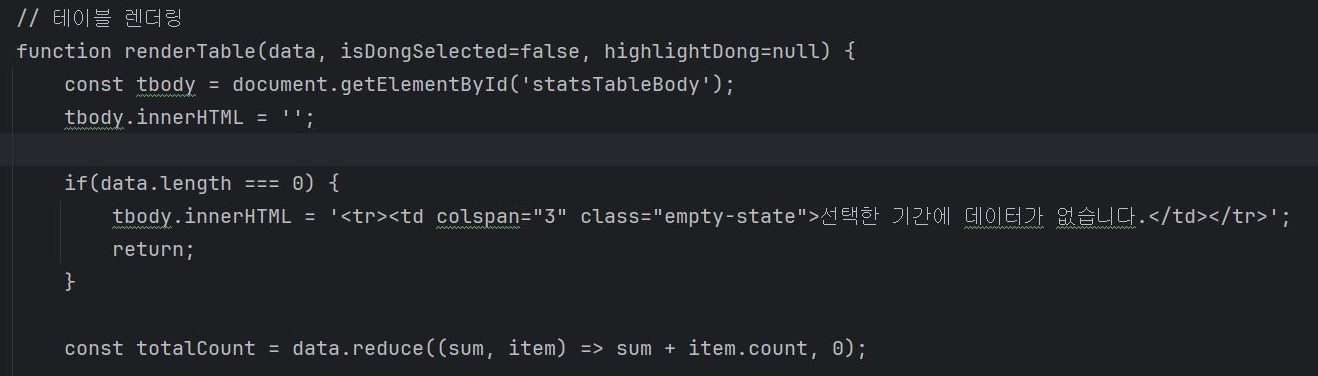 // 테이블 렌더링
function renderTable(data, isDongSelected=false, highlightDong=null) {
const tbody = document.getElementById('statsTableBody');
tbody.innerHTML = '';
if(data.length === 0) {
tbody.innerHTML = '<tr><td colspan="3" class="empty-state">선택한 기간에 데이터가 없습니다.</td></tr>';
return;
}
const totalCount = data.reduce((sum, item) => sum + item.count, 0);